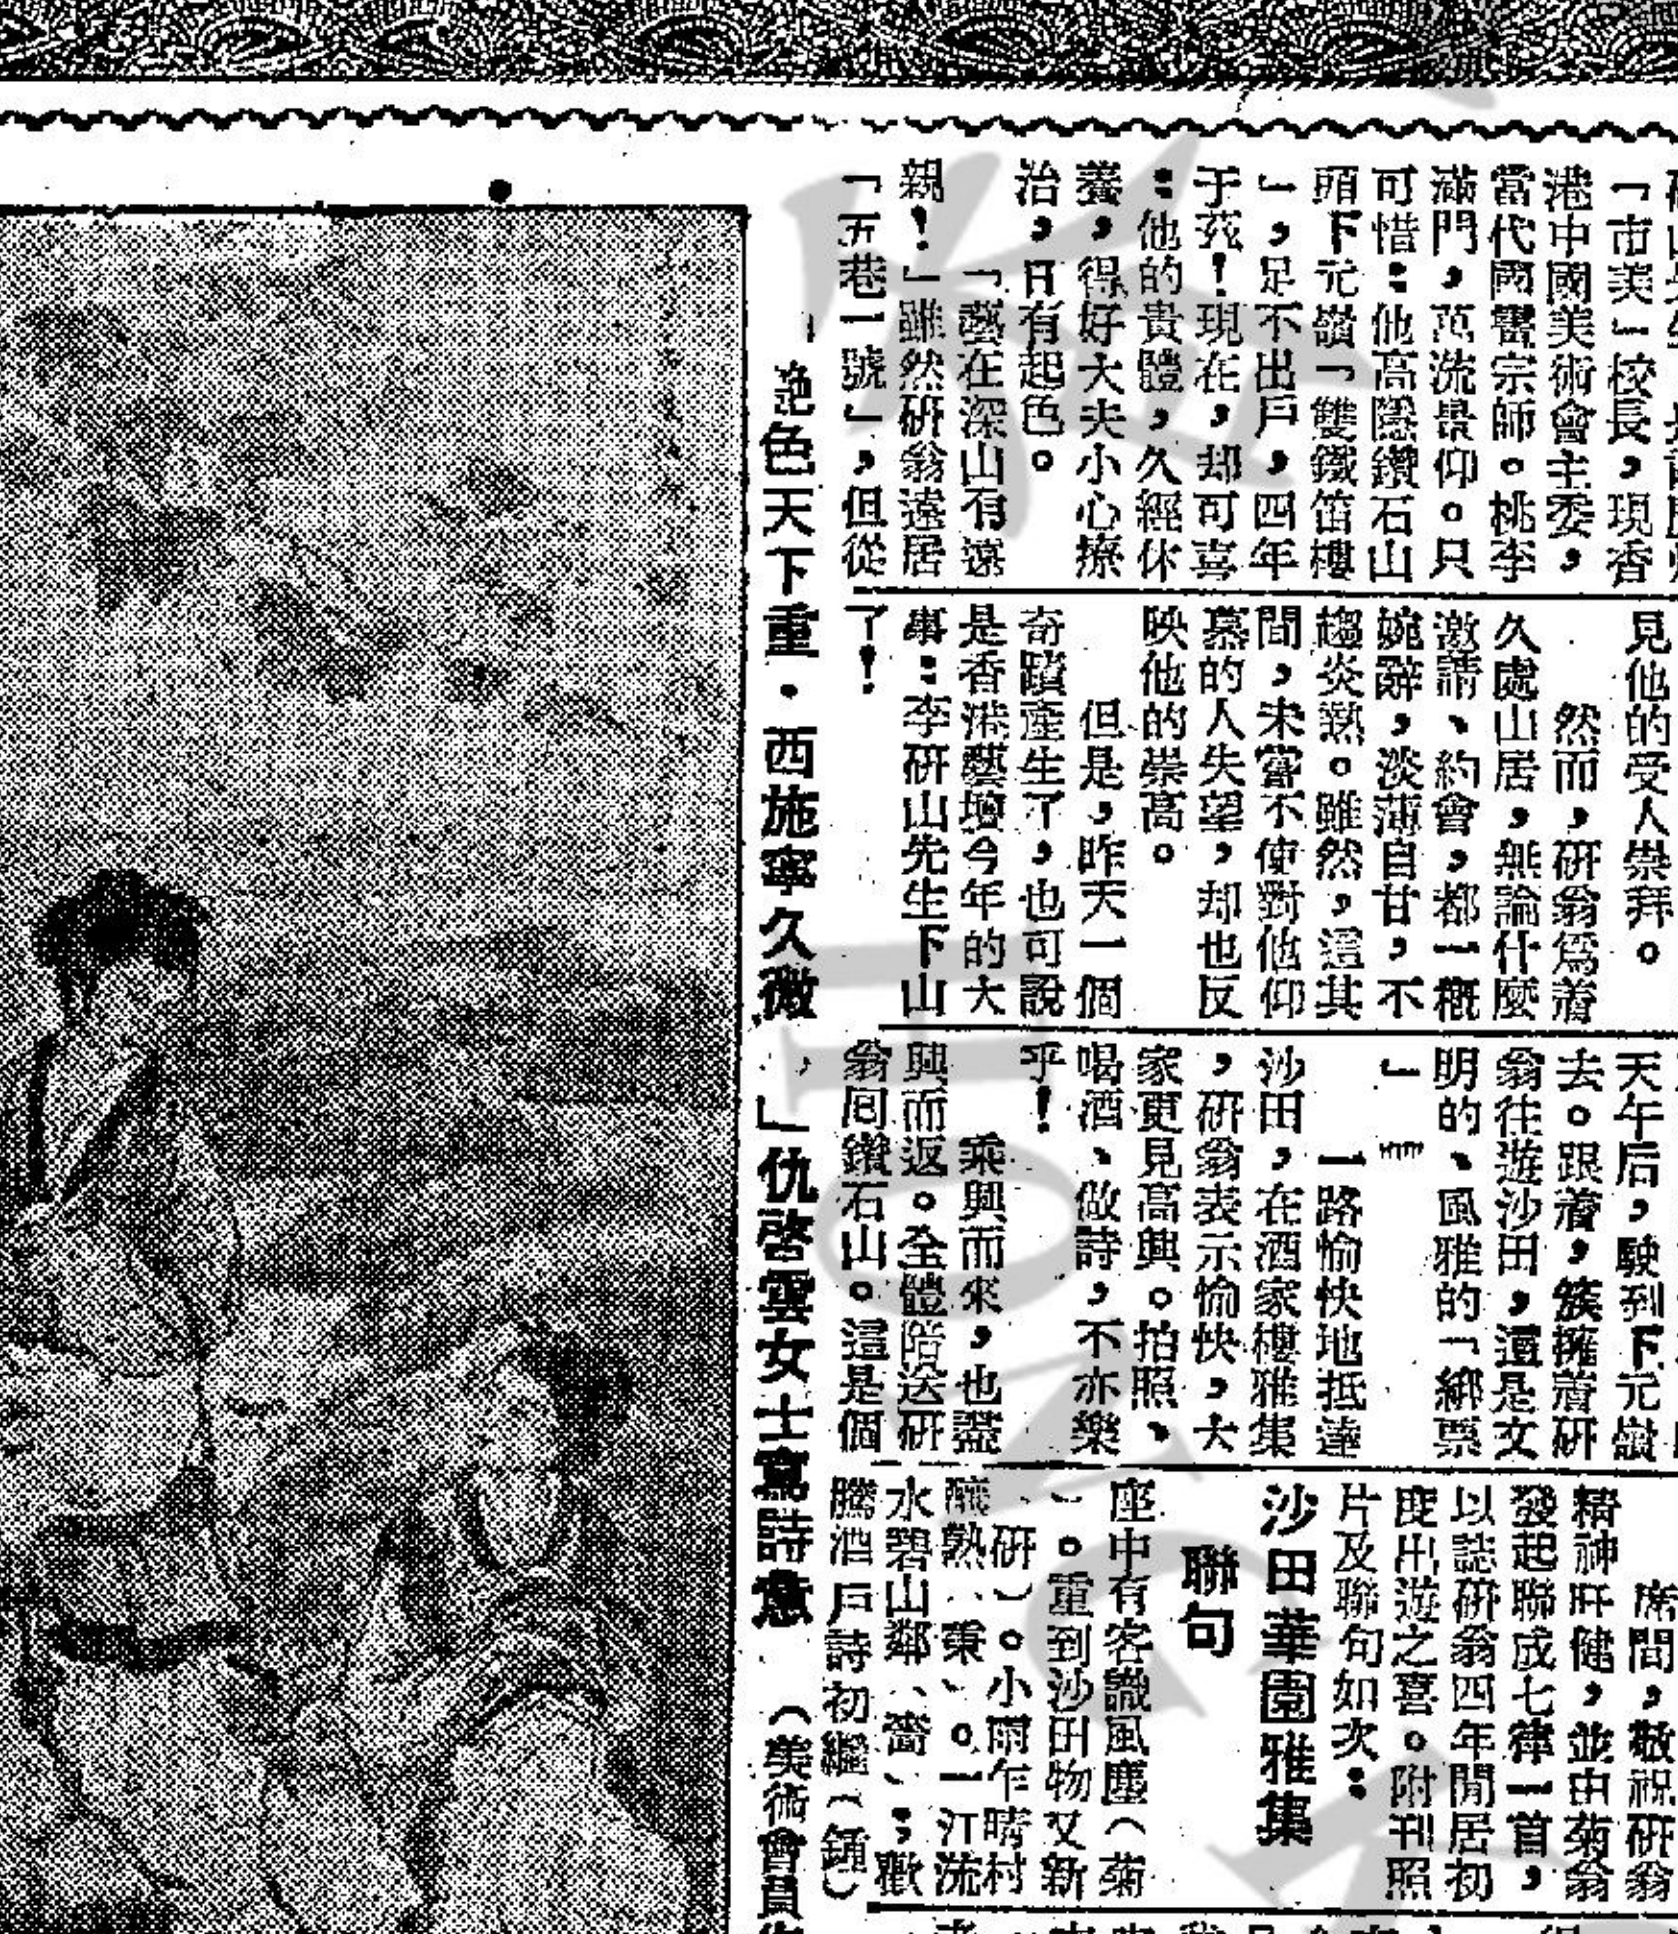 「市美」校長，現香
港中國美術會主委，
當代國畫宗師。桃李
滿門，萬流景仰。只
可惜：他高隱鑽石山
頭下元嶺「雙鐵笛樓
」，足不出戶，四年
于茲！現在，却可喜
：他的貴體，久經休
養，得好大夫小心療
治，日有起色。
「藝在深山有遠
親！」雖然研翁遠居
「五巷一號」，但從
見他的受人崇拜。
然而，研翁爲着
久處山居，無論什麼
激請、約會，都一概
婉辭，淡薄自甘，不
趨炎熱。雖然，這其
間，未嘗不使對他仰
慕的人失望，却也反
映他的崇高。
但是，昨天一個
奇蹟產生了，也可說
是香港藝壇今年的大
事：李研山先生下山
了！
天午后，駛到下元嶺
去。跟着，簇擁着研
翁往遊沙田，還是文
明的、風雅的「綁票
」
一路愉快地抵達
沙田，在酒家樓雅集
，研翁表示愉快，大
家更見高興。拍照、
喝酒、做詩，不亦樂
乎！
乘興而來，也盡
興而返。全體陪送研
翁回鑽石山。這是個
席間，敬祝研翁
精神旺健，並由菊翁
發起聯成七律一首，
以誌研翁四年閒居初
度出遊之喜。附刊照
片及聯句如次：
沙田華園雅集
聯句
座中有客識風塵（菊
）。重到沙田物又新
（研）。小雨乍晴村
釀熟（秉）。一江流
水碧山鄰（嗇）；歡
騰酒戶詩初繼（鍾）
「艷色天下重．西施寧久微，」仇啓雲女士寫詩意　（美術會員